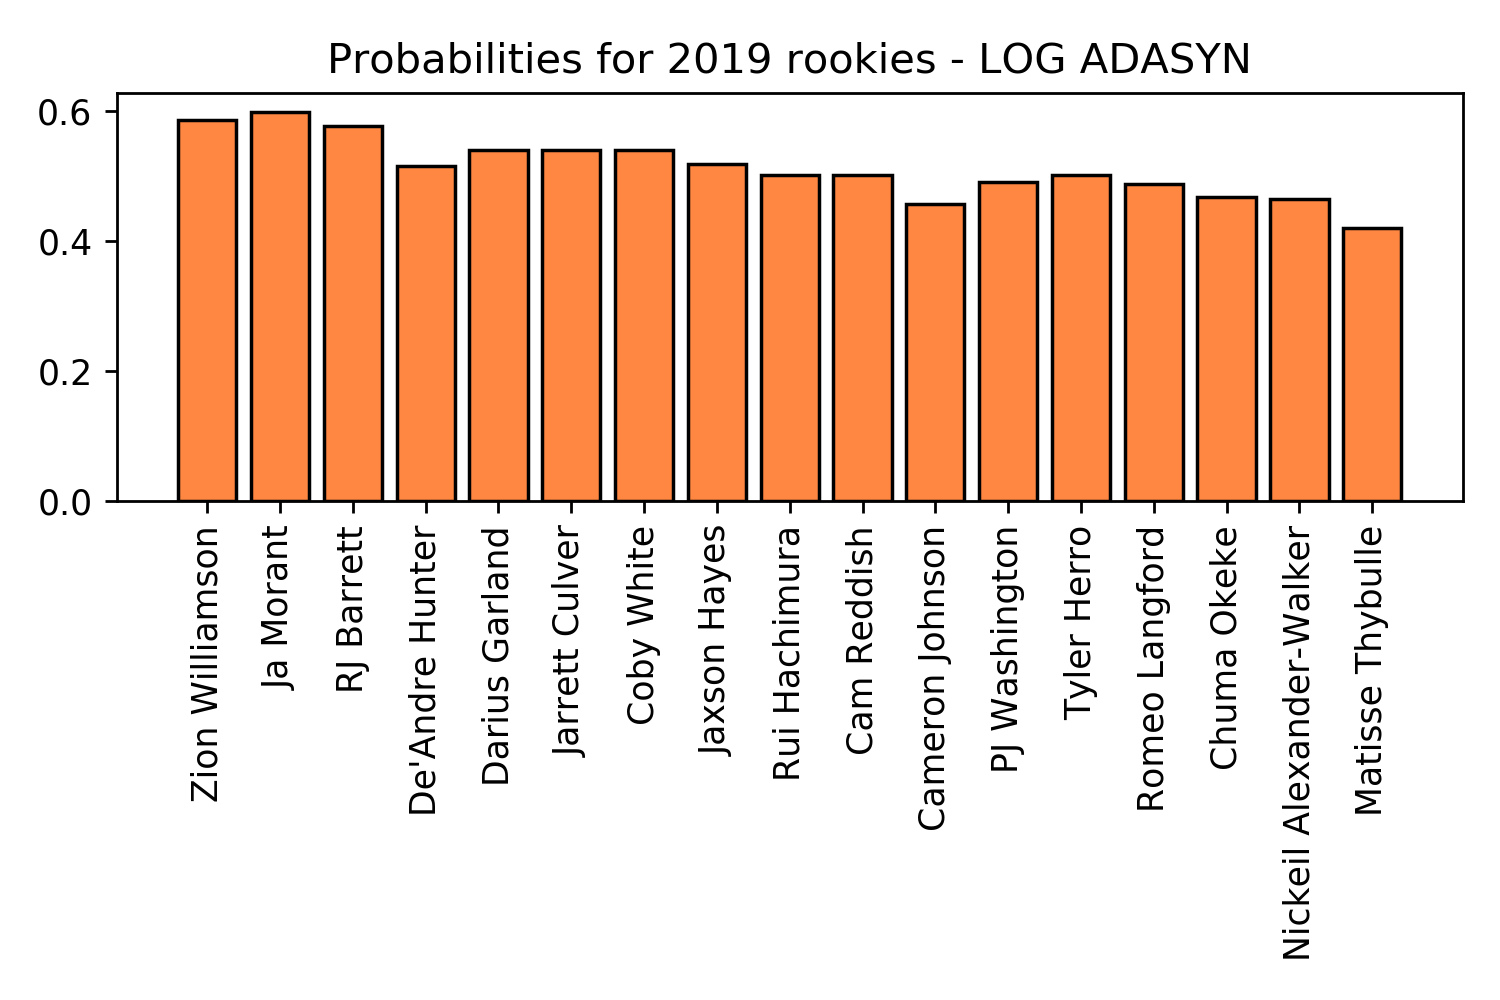 Probabilities for 2019 rookies - LOG ADASYN
0.6
0.4
0.2
0.0
Zion Williamson
Ja Morant
RJ Barrett
De'Andre Hunter
Darius Garland
Jarrett Culver
Coby White
Jaxson Hayes
Rui Hachimura
Cam Reddish
Cameron Johnson
PJ Washington
Tyler Herro
Romeo Langford
Chuma Okeke
Nickeil Alexander-Walker
Matisse Thybulle